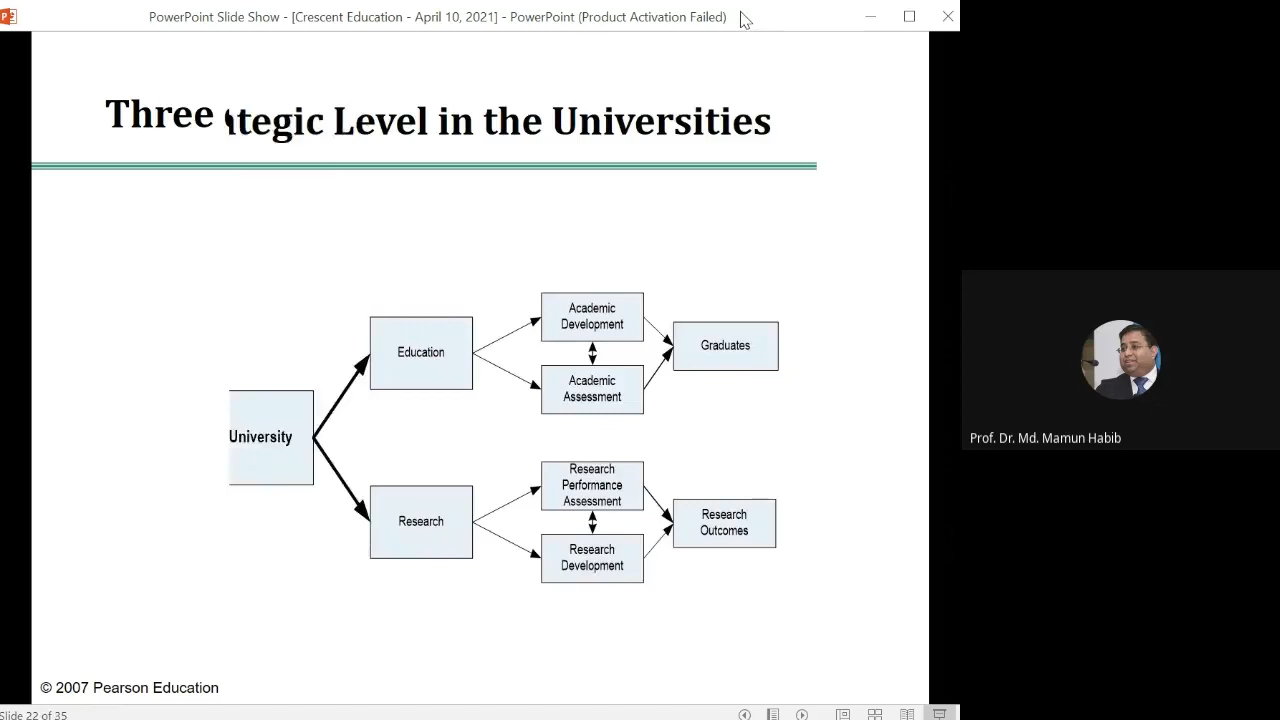 PowerPoint Slide Show - [Crescent Education - April 10, 2021] - PowerPoint (Product Activation Failed)
Three tegic Level in the Universities
Academic
Development
Education
Graduates
Academic
Assessment
University
Research
Performance
Assessment
Research
Research
Outcomes
Research
Development
Prof. Dr. Md. Mamun Habib
© 2007 Pearson Education
Slide 22 of 35